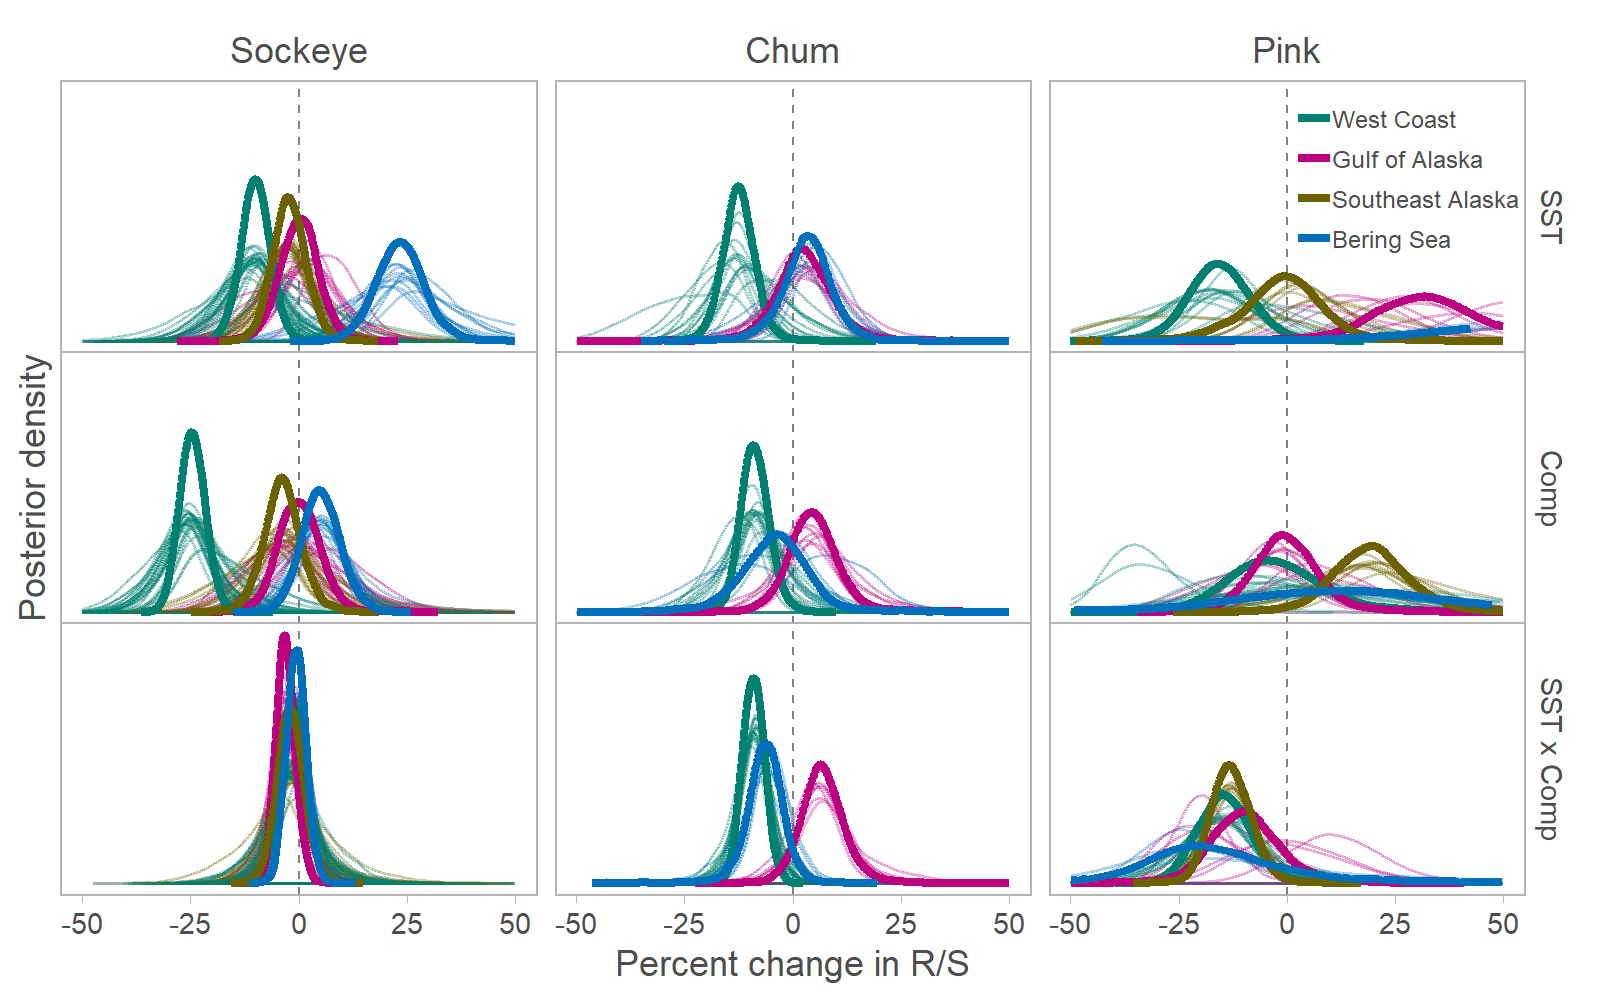 Sockeye
Chum
Pink
West Coast
Gulf of Alaska
Southeast Alaska
Bering Sea
SST
Comp
SST x Comp
Posterior density
-50 -25 0 25 50
-50 -25 0 25 50
-50 -25 0 25 50
Percent change in R/S